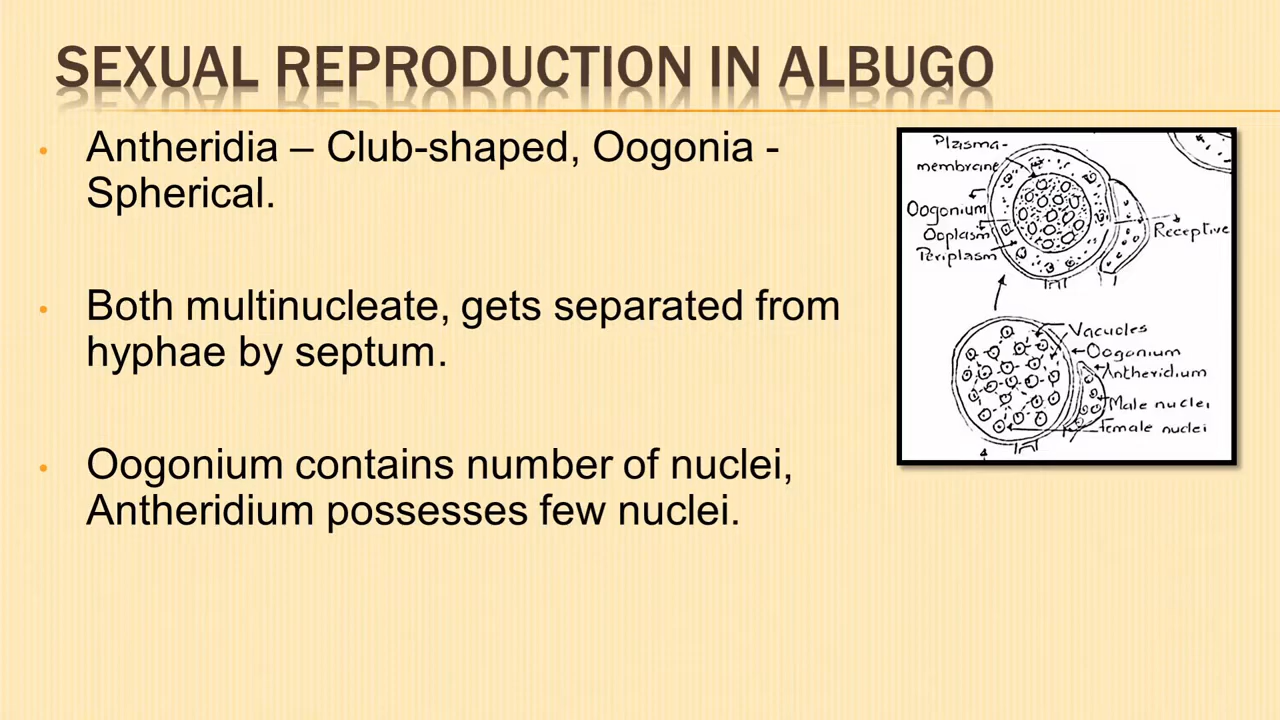 SEXUAL REPRODUCTION IN ALBUGO
• Antheridia – Club-shaped, Oogonia -
Spherical.
• Both multinucleate, gets separated from
hyphae by septum.
• Oogonium contains number of nuclei,
Antheridium possesses few nuclei.
Plasma-
membrane
Oogonium
Ooplasm
Periplasm
Receptive
Vacuoles
Oogonium
Antheridium
Male nuclei
female nuclei